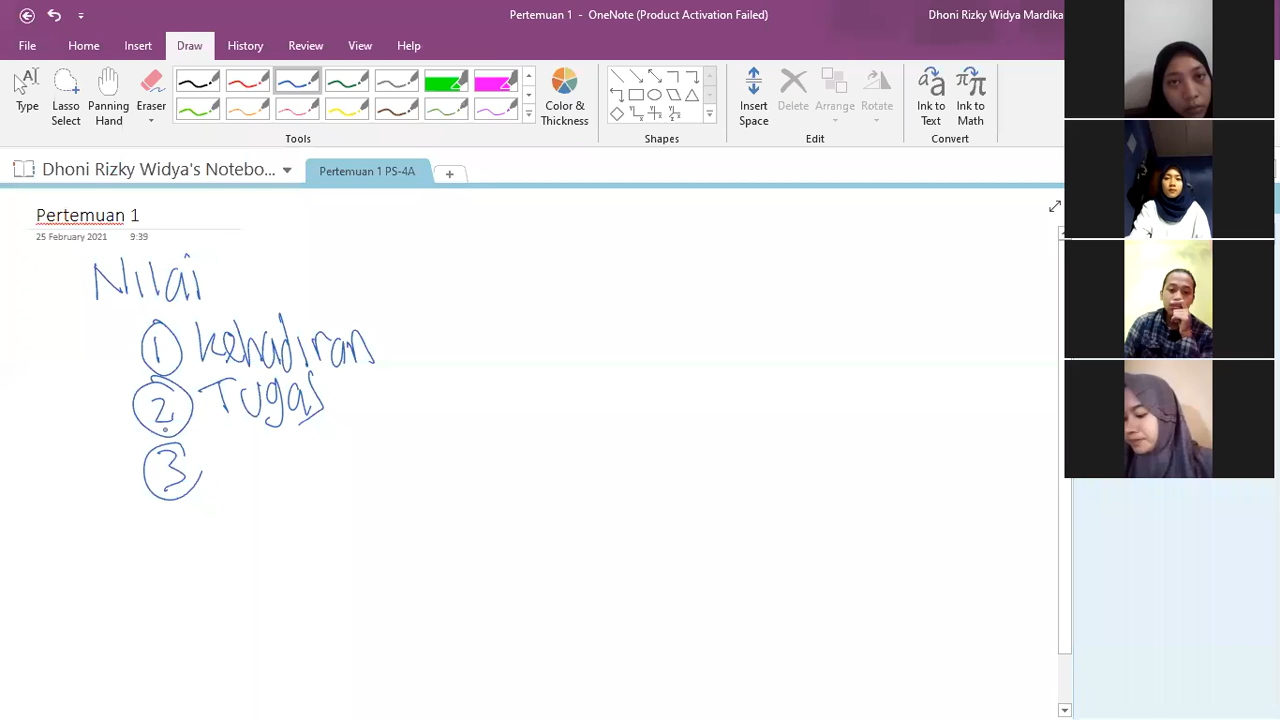 Pertemuan 1 - OneNote (Product Activation Failed)
Dhoni Rizky Widya Mardika
File Home Insert Draw History Review View Help
Type
Lasso Select
Panning Hand
Eraser
Color & Thickness
Insert Space
Delete
Arrange
Rotate
Ink to Text
Ink to Math
Tools
Shapes
Edit
Convert
Dhoni Rizky Widya's Notebo...
Pertemuan 1 PS-4A
Pertemuan 1
25 February 2021 9:39
Nilai
1 Kehadiran
2 Tugas
3